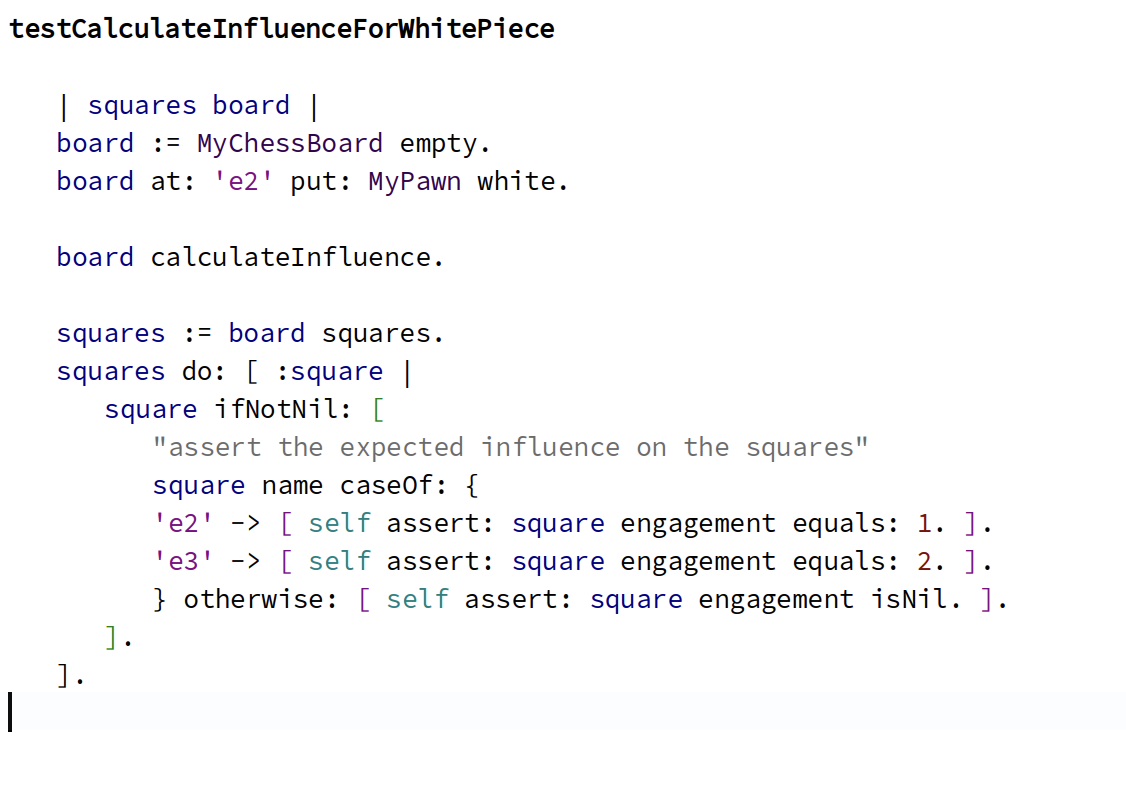 testCalculateInfluenceForWhitePiece
| squares board |
board := MyChessBoard empty.
board at: 'e2' put: MyPawn white.
board calculateInfluence.
squares := board squares.
squares do: [ :square |
square ifNotNil: [
"assert the expected influence on the squares"
square name caseOf: {
'e2' -> [ self assert: square engagement equals: 1. ].
'e3' -> [ self assert: square engagement equals: 2. ].
} otherwise: [ self assert: square engagement isNil. ].
].
].